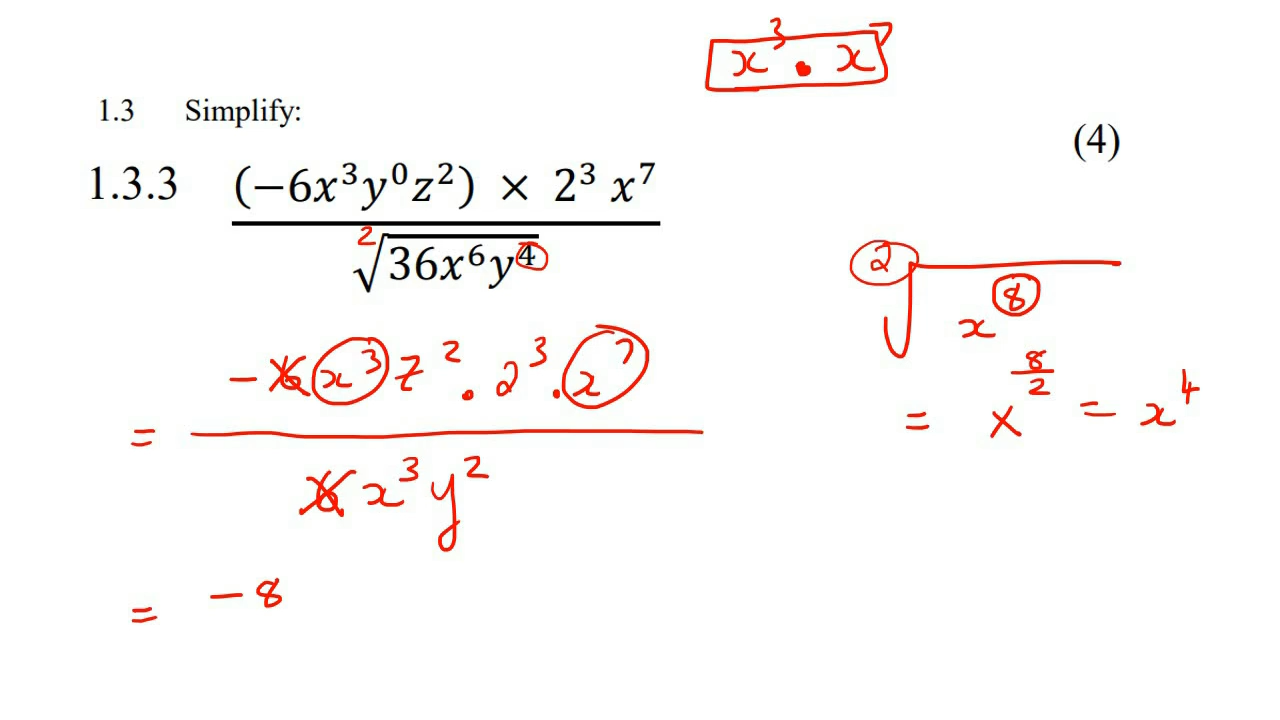 x³ . x⁷
1.3 Simplify:
(4)
1.3.3 (−6x³y⁰z²) × 2³ x⁷
²√36x⁶y⁴
²√x⁸
= x^(8/2) = x⁴
= −6x³z² . 2³ . x⁷
6x³y²
= −8